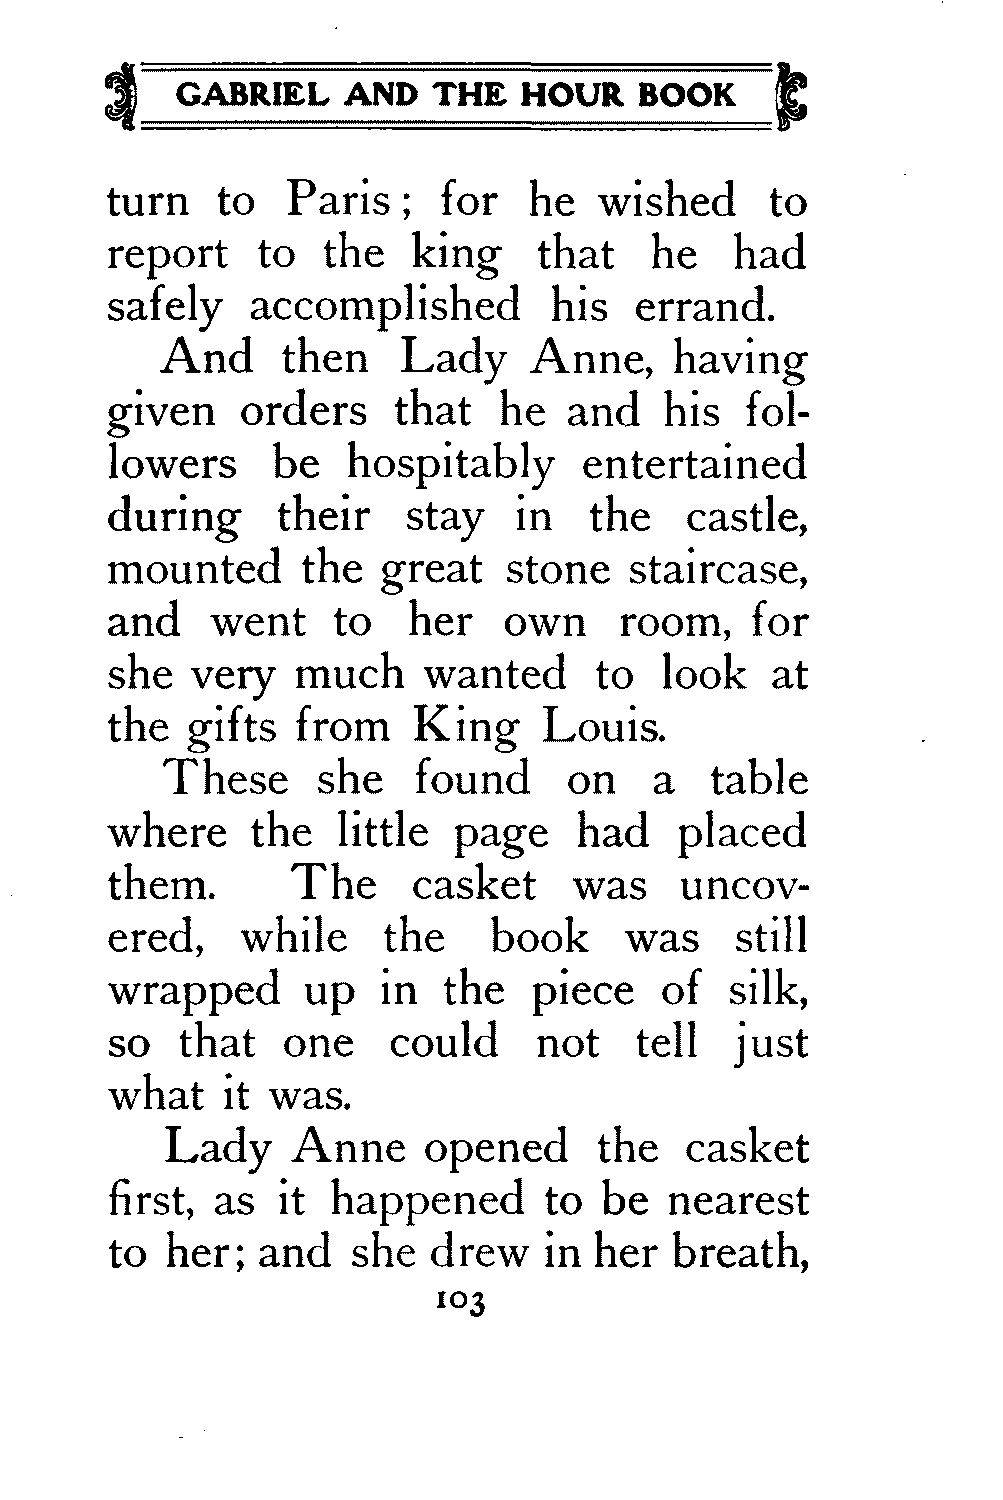 GABRIEL AND THE HOUR BOOK
turn to Paris; for he wished to
report to the king that he had
safely accomplished his errand.
And then Lady Anne, having
given orders that he and his fol-
lowers be hospitably entertained
during their stay in the castle,
mounted the great stone staircase,
and went to her own room, for
she very much wanted to look at
the gifts from King Louis.
These she found on a table
where the little page had placed
them. The casket was uncov-
ered, while the book was still
wrapped up in the piece of silk,
so that one could not tell just
what it was.
Lady Anne opened the casket
first, as it happened to be nearest
to her; and she drew in her breath,
103